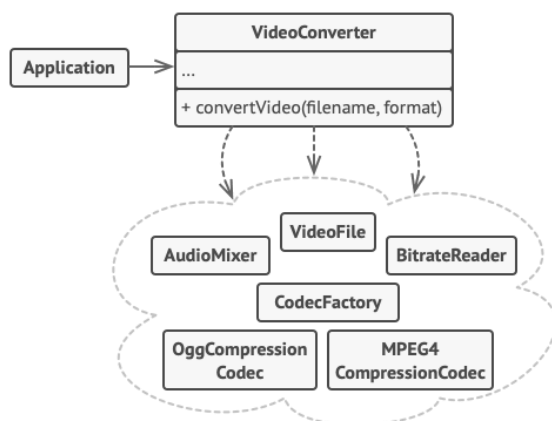 VideoConverter
Application
...
+ convertVideo(filename, format)
VideoFile
AudioMixer
BitrateReader
CodecFactory
OggCompression
Codec
MPEG4
CompressionCodec